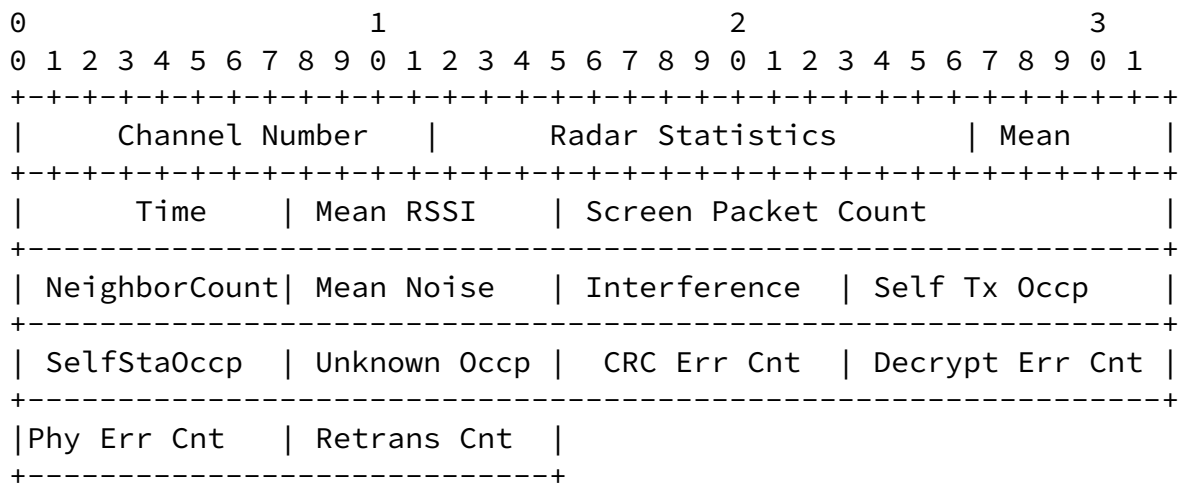 0                   1                   2                   3
0 1 2 3 4 5 6 7 8 9 0 1 2 3 4 5 6 7 8 9 0 1 2 3 4 5 6 7 8 9 0 1
+-+-+-+-+-+-+-+-+-+-+-+-+-+-+-+-+-+-+-+-+-+-+-+-+-+-+-+-+-+-+-+-+
|     Channel Number    |      Radar Statistics       | Mean     |
+-+-+-+-+-+-+-+-+-+-+-+-+-+-+-+-+-+-+-+-+-+-+-+-+-+-+-+-+-+-+-+-+
|      Time    | Mean RSSI    | Screen Packet Count              |
+---------------------------------------------------------------+
| NeighborCount| Mean Noise   | Interference  | Self Tx Occp    |
+---------------------------------------------------------------+
| SelfStaOccp  | Unknown Occp |  CRC Err Cnt  | Decrypt Err Cnt |
+---------------------------------------------------------------+
|Phy Err Cnt   | Retrans Cnt  |
+-----------------------------+